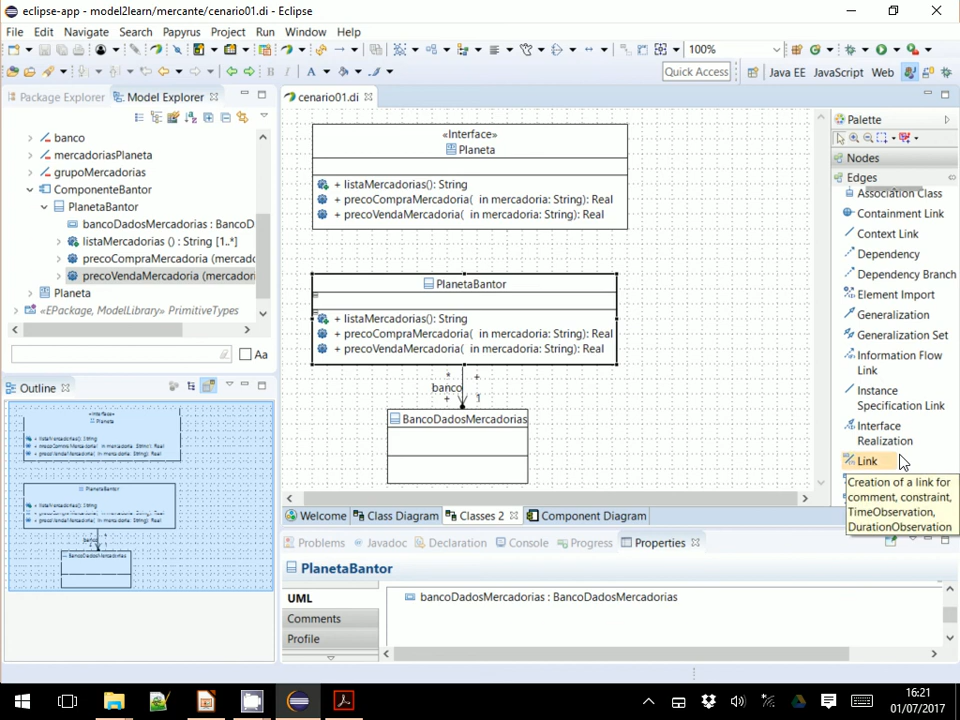 eclipse-app - model2learn/mercante/cenario01.di - Eclipse
File Edit Navigate Search Papyrus Project Run Window Help
100%
Quick Access
Java EE JavaScript Web
Package Explorer Model Explorer
banco
mercadoriasPlaneta
grupoMercadorias
ComponenteBantor
PlanetaBantor
bancoDadosMercadorias : BancoD
listaMercadorias () : String [1..*]
precoCompraMercadoria (mercado
precoVendaMercadoria (mercador
Planeta
«EPackage, ModelLibrary» PrimitiveTypes
Aa
Outline
cenario01.di
«Interface»
Planeta
+ listaMercadorias(): String
+ precoCompraMercadoria( in mercadoria: String): Real
+ precoVendaMercadoria( in mercadoria: String): Real
PlanetaBantor
+ listaMercadorias(): String
+ precoCompraMercadoria( in mercadoria: String): Real
+ precoVendaMercadoria( in mercadoria: String): Real
* +
banco
+ 1
BancoDadosMercadorias
Palette
Nodes
Edges
Association Class
Containment Link
Context Link
Dependency
Dependency Branch
Element Import
Generalization
Generalization Set
Information Flow
Link
Instance
Specification Link
Interface
Realization
Link
Creation of a link for
comment, constraint,
TimeObservation,
DurationObservation
Welcome Class Diagram Classes 2 Component Diagram
Problems Javadoc Declaration Console Progress Properties
PlanetaBantor
UML
Comments
Profile
bancoDadosMercadorias : BancoDadosMercadorias
16:21
01/07/2017